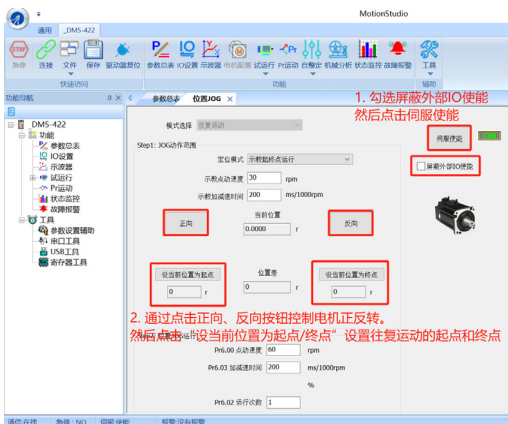 MotionStudio
通用 _DMS-422
STOP
急停 连接 文件 保存 驱动器复位 参数总表 IO设置 示波器 电机配置 试运行 Pr运动 自整定 机械分析 状态监控 故障报警 工具
快速访问 功能 辅助
功能导航
参数总表 位置JOG ×
1. 勾选屏蔽外部IO使能
然后点击伺服使能
_DMS-422
功能
参数总表
IO设置
示波器
试运行
Pr运动
状态监控
故障报警
工具
参数设置辅助
串口工具
USB工具
寄存器工具
模式选择 往复运动
伺服使能
屏蔽外部IO使能
Step1: JOG动作范围
定位模式 示教起终点运行
示教点动速度 30 rpm
示教加减速时间 200 ms/1000rpm
正向 当前位置 反向
0.0000 r
设当前位置为起点 位置差 设当前位置为终点
0 r 0 r 0 r
2. 通过点击正向、反向按钮控制电机正反转。
然后点击“设当前位置为起点/终点”设置往复运动的起点和终点
Pr6.00 点动速度 60 rpm
Pr6.03 加减速时间 200 ms/1000rpm
%
Pr6.02 运行次数 1
通信:在线 急停 : NO 伺服:使能 报警:没有报警